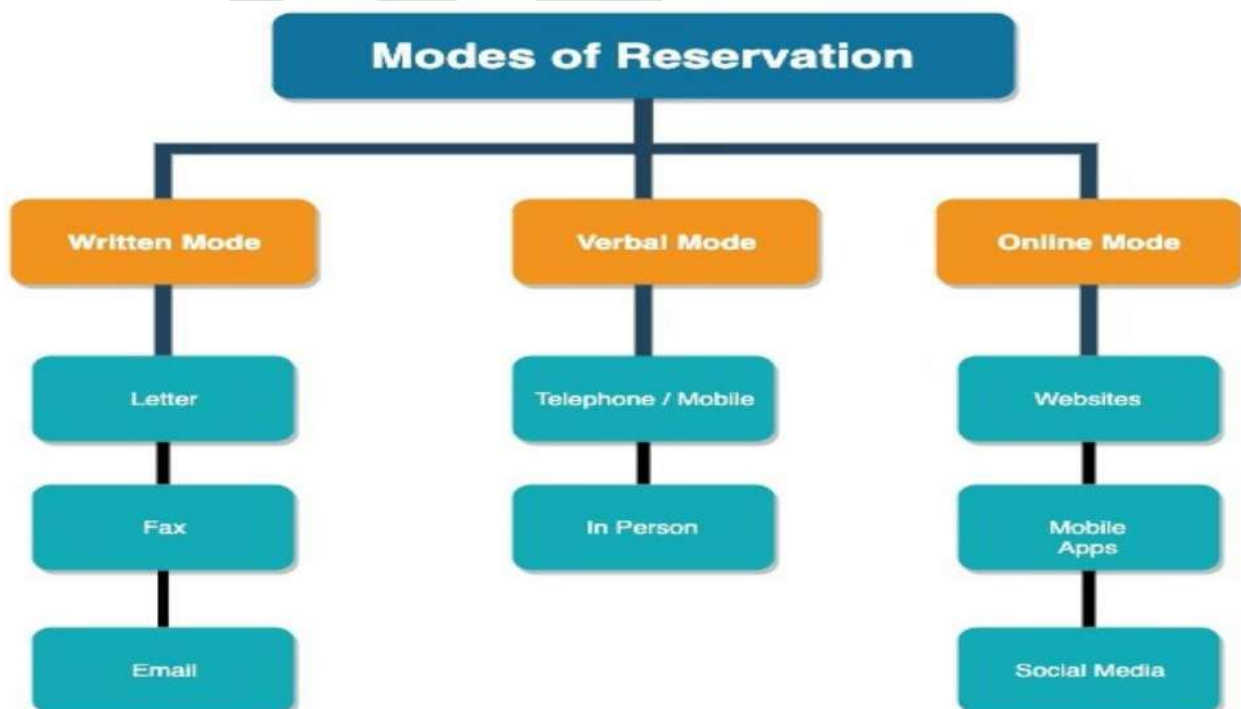 Modes of Reservation
Written Mode
Verbal Mode
Online Mode
Letter
Telephone / Mobile
Websites
Fax
In Person
Mobile
Apps
Email
Social Media